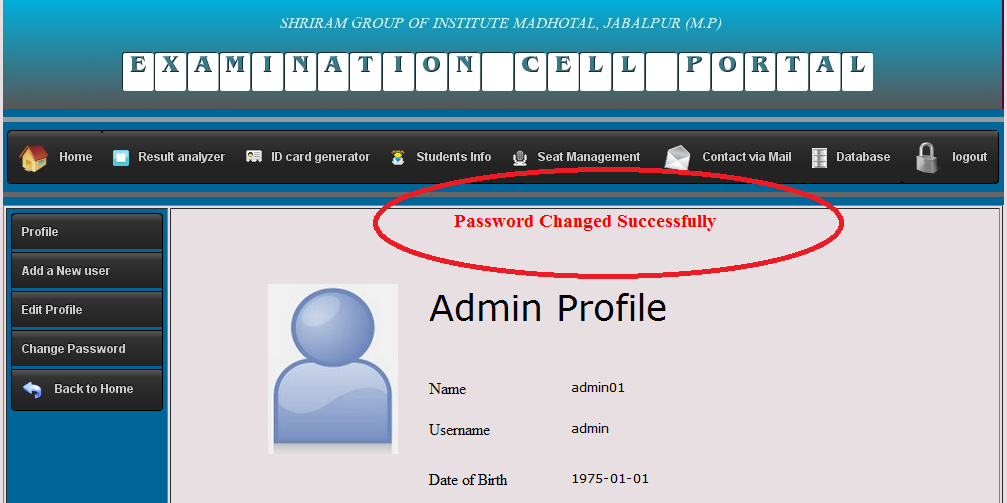 SHRIRAM GROUP OF INSTITUTE MADHOTAL, JABALPUR (M.P)
EXAMINATION CELL PORTAL
Home Result analyzer ID card generator Students Info Seat Management Contact via Mail Database logout
Password Changed Successfully
Profile
Add a New user
Edit Profile
Change Password
Back to Home
Admin Profile
Name admin01
Username admin
Date of Birth 1975-01-01